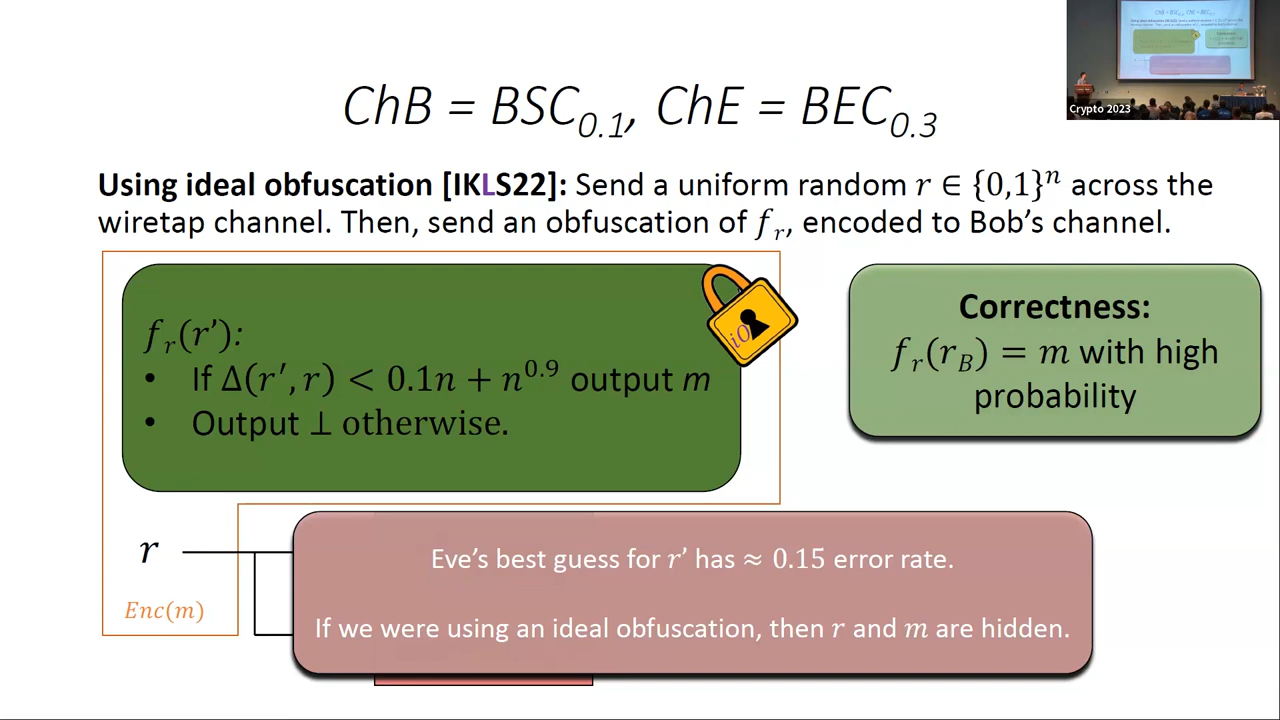 ChB = BSC₀.₁, ChE = BEC₀.₃
Crypto 2023
Using ideal obfuscation [IKLS22]: Send a uniform random r ∈ {0,1}ⁿ across the
wiretap channel. Then, send an obfuscation of fᵣ, encoded to Bob's channel.
fᵣ(r’):
• If Δ(r′, r) < 0.1n + n⁰·⁹ output m
• Output ⊥ otherwise.
iO
Correctness:
fᵣ(r_B) = m with high
probability
r
Enc(m)
Eve's best guess for r’ has ≈ 0.15 error rate.
If we were using an ideal obfuscation, then r and m are hidden.